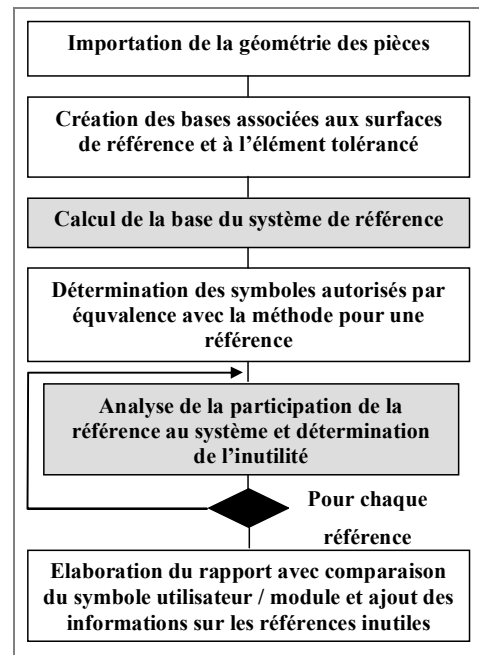 Importation de la géométrie des pièces
Création des bases associées aux surfaces
de référence et à l'élément tolérancé
Calcul de la base du système de référence
Détermination des symboles autorisés par
équvalence avec la méthode pour une
référence
Analyse de la participation de la
référence au système et détermination
de l'inutilité
Pour chaque
référence
Elaboration du rapport avec comparaison
du symbole utilisateur / module et ajout des
informations sur les références inutiles